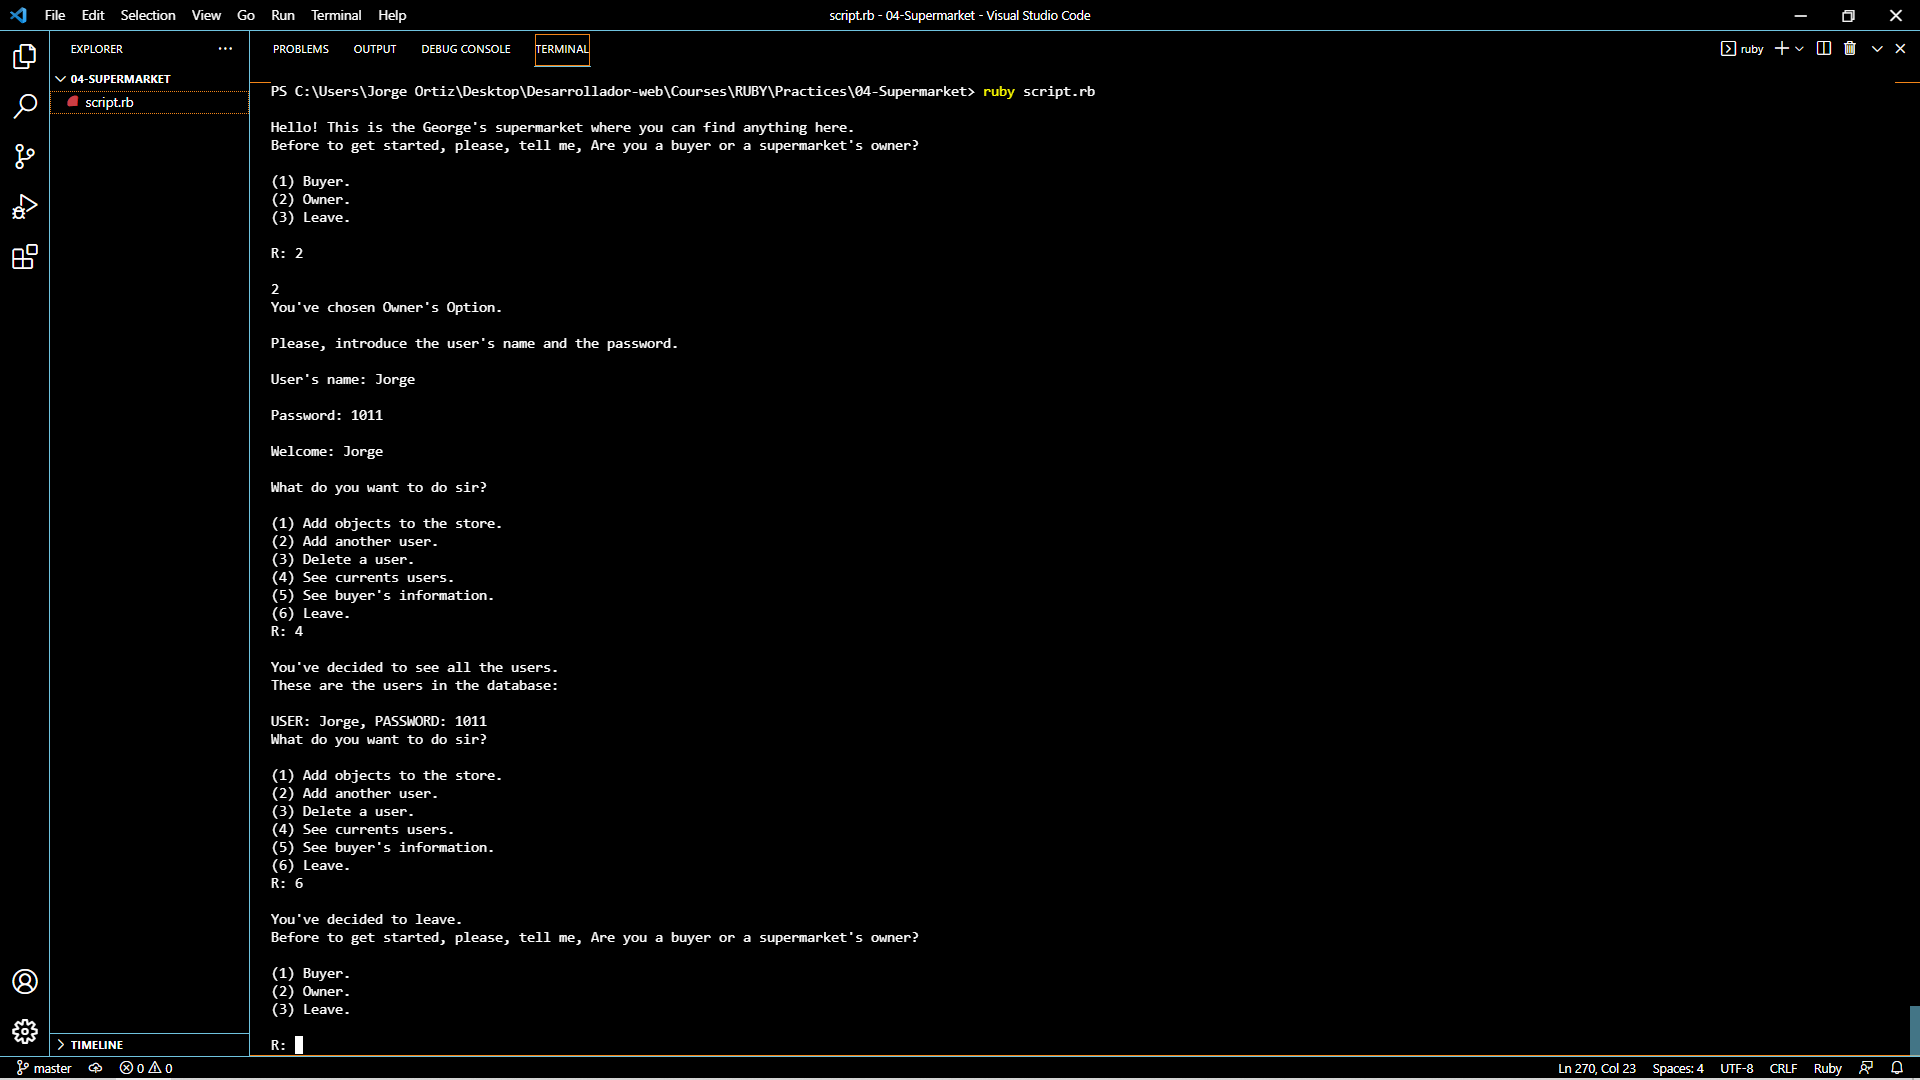 File Edit Selection View Go Run Terminal Help
script.rb - 04-Supermarket - Visual Studio Code
EXPLORER
04-SUPERMARKET
script.rb
TIMELINE
PROBLEMS OUTPUT DEBUG CONSOLE TERMINAL
ruby
PS C:\Users\Jorge Ortiz\Desktop\Desarrollador-web\Courses\RUBY\Practices\04-Supermarket> ruby script.rb
Hello! This is the George's supermarket where you can find anything here.
Before to get started, please, tell me, Are you a buyer or a supermarket's owner?
(1) Buyer.
(2) Owner.
(3) Leave.
R: 2
2
You've chosen Owner's Option.
Please, introduce the user's name and the password.
User's name: Jorge
Password: 1011
Welcome: Jorge
What do you want to do sir?
(1) Add objects to the store.
(2) Add another user.
(3) Delete a user.
(4) See currents users.
(5) See buyer's information.
(6) Leave.
R: 4
You've decided to see all the users.
These are the users in the database:
USER: Jorge, PASSWORD: 1011
What do you want to do sir?
(1) Add objects to the store.
(2) Add another user.
(3) Delete a user.
(4) See currents users.
(5) See buyer's information.
(6) Leave.
R: 6
You've decided to leave.
Before to get started, please, tell me, Are you a buyer or a supermarket's owner?
(1) Buyer.
(2) Owner.
(3) Leave.
R:
master 0 0
Ln 270, Col 23 Spaces: 4 UTF-8 CRLF Ruby